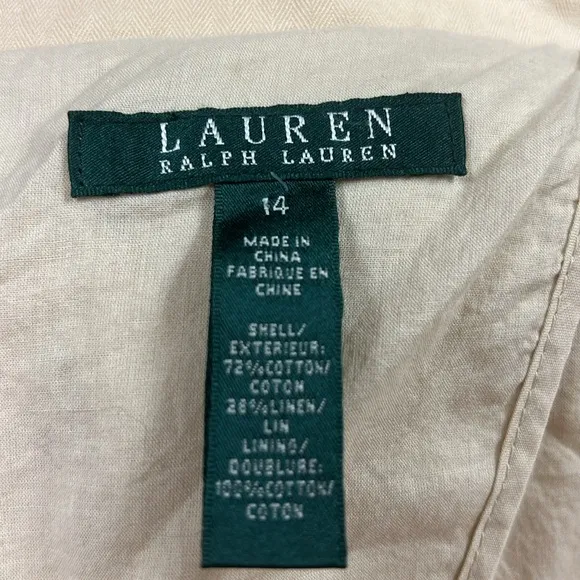 LAUREN
RALPH LAUREN
14
MADE IN
CHINA
FABRIQUE EN
CHINE
SHELL/
EXTERIEUR:
72%COTTON/
COTON
28%LINEN/
LIN
LINING/
DOUBLURE:
100%COTTON/
COTON